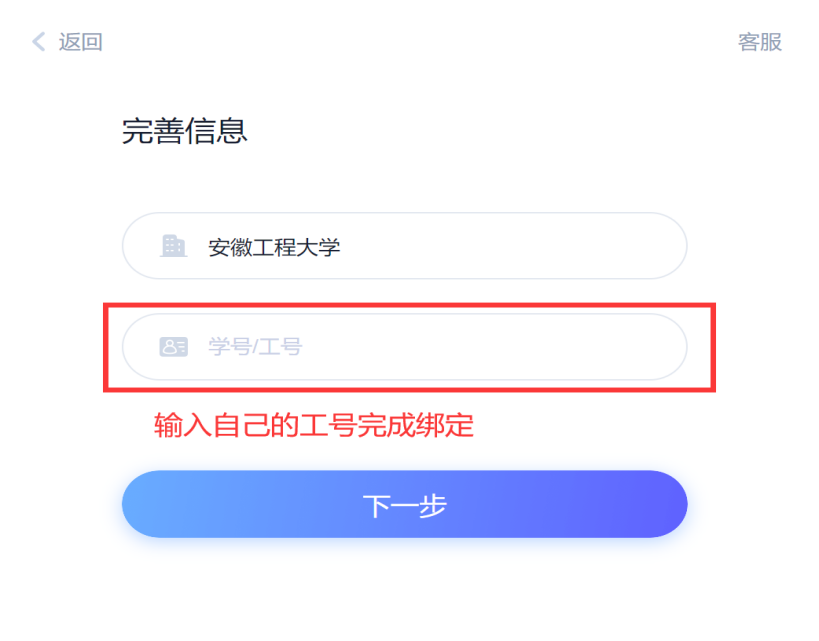 返回
客服
完善信息
安徽工程大学
学号/工号
输入自己的工号完成绑定
下一步